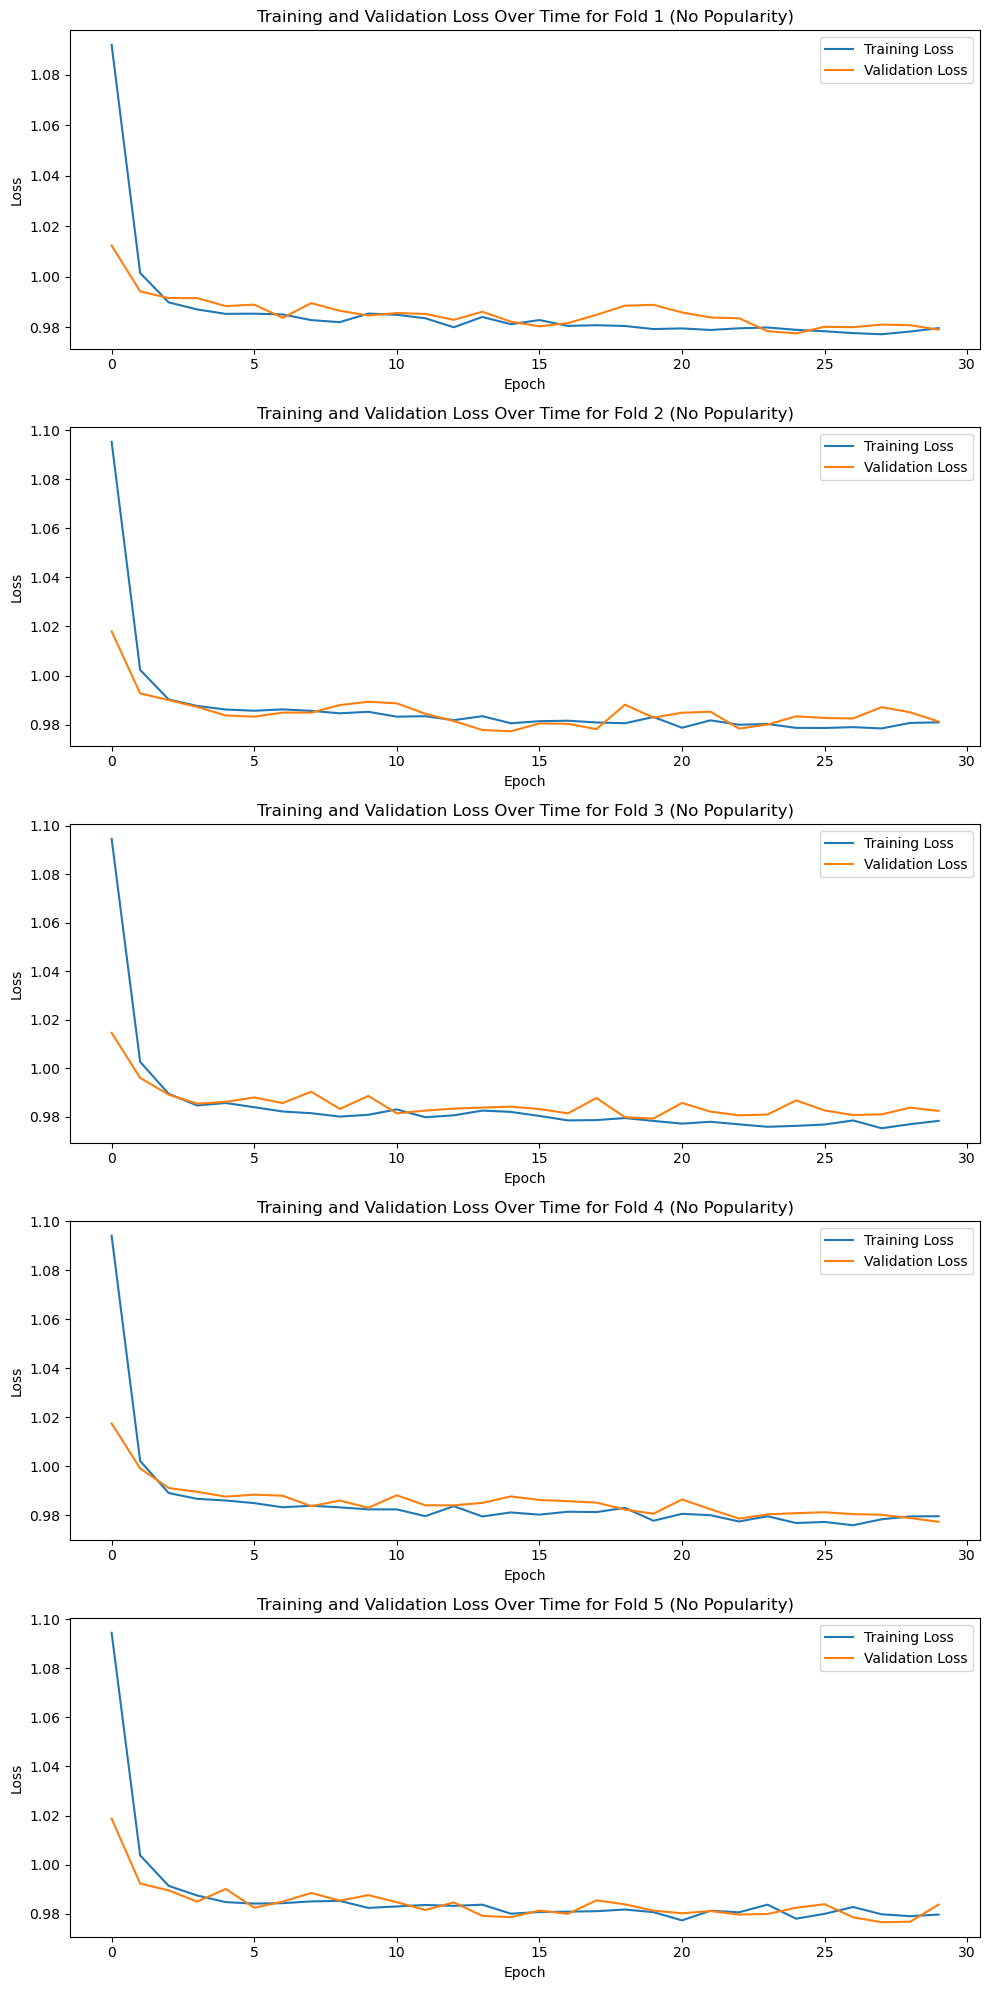 Training and Validation Loss Over Time for Fold 1 (No Popularity)
Training Loss
Validation Loss
1.08
1.06
1.04
1.02
1.00
0.98
Loss
0 5 10 15 20 25 30
Epoch
Training and Validation Loss Over Time for Fold 2 (No Popularity)
Training Loss
Validation Loss
1.10
1.08
1.06
1.04
1.02
1.00
0.98
Loss
0 5 10 15 20 25 30
Epoch
Training and Validation Loss Over Time for Fold 3 (No Popularity)
Training Loss
Validation Loss
1.10
1.08
1.06
1.04
1.02
1.00
0.98
Loss
0 5 10 15 20 25 30
Epoch
Training and Validation Loss Over Time for Fold 4 (No Popularity)
Training Loss
Validation Loss
1.10
1.08
1.06
1.04
1.02
1.00
0.98
Loss
0 5 10 15 20 25 30
Epoch
Training and Validation Loss Over Time for Fold 5 (No Popularity)
Training Loss
Validation Loss
1.10
1.08
1.06
1.04
1.02
1.00
0.98
Loss
0 5 10 15 20 25 30
Epoch